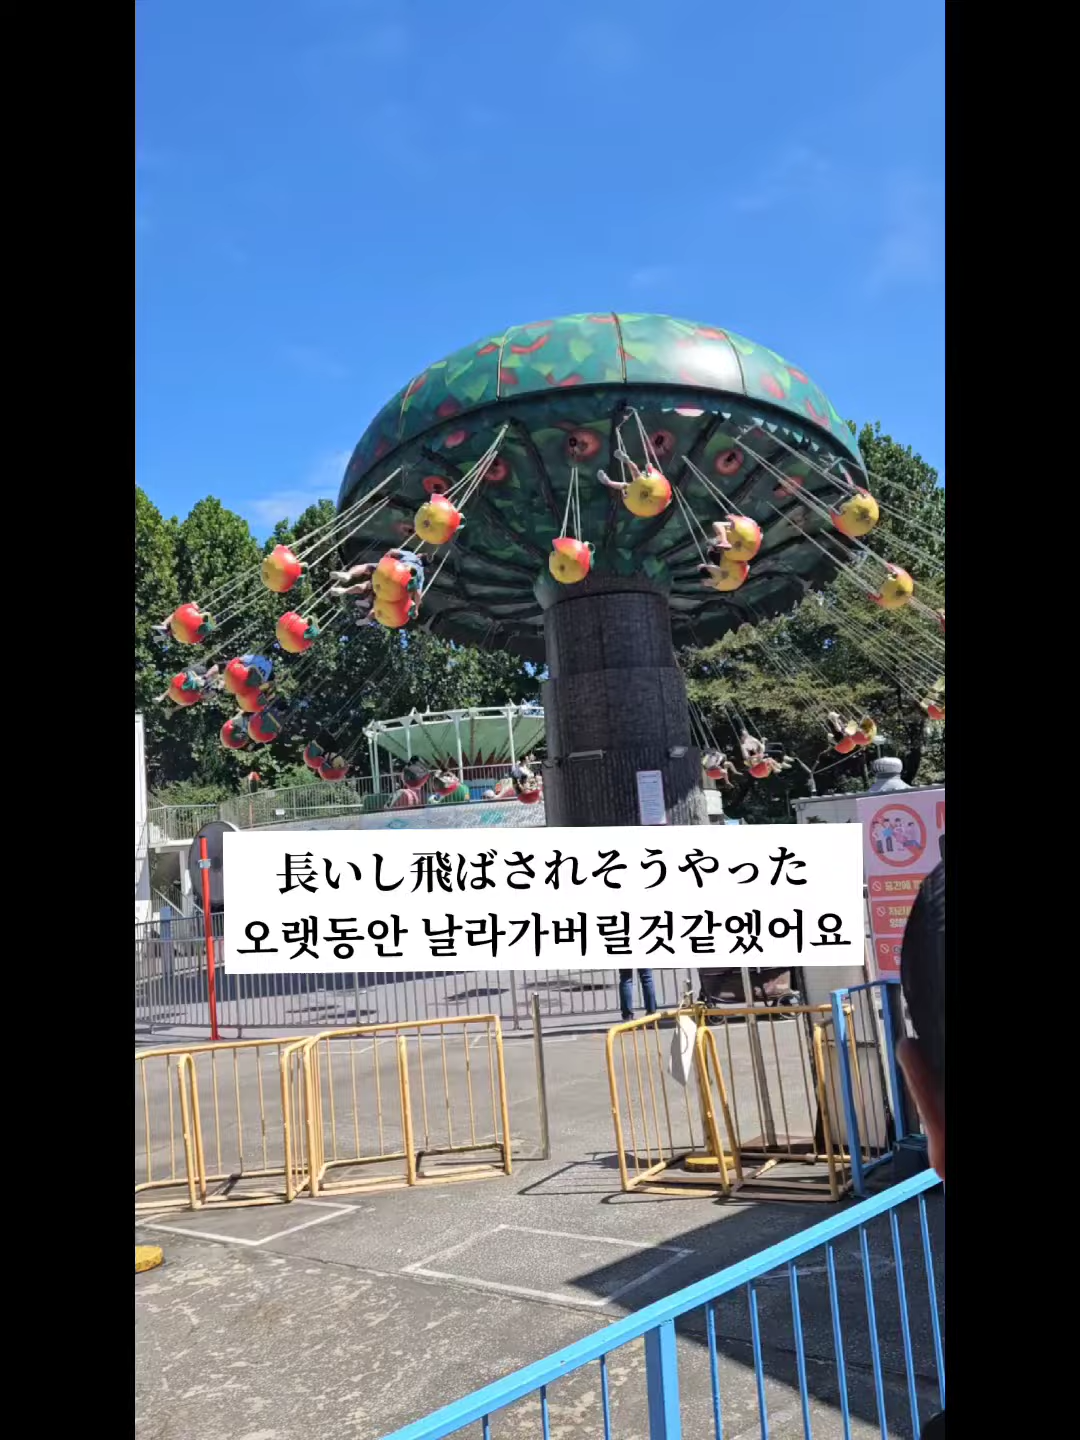 長いし飛ばされそうやった
오랫동안 날라가버릴것같엤어요